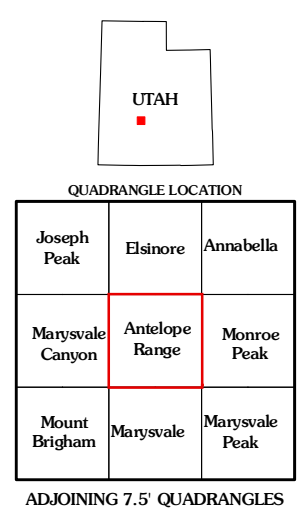 UTAH
QUADRANGLE LOCATION
Joseph
Peak
Elsinore
Annabella
Marysvale
Canyon
Antelope
Range
Monroe
Peak
Mount
Brigham
Marysvale
Marysvale
Peak
ADJOINING 7.5' QUADRANGLES